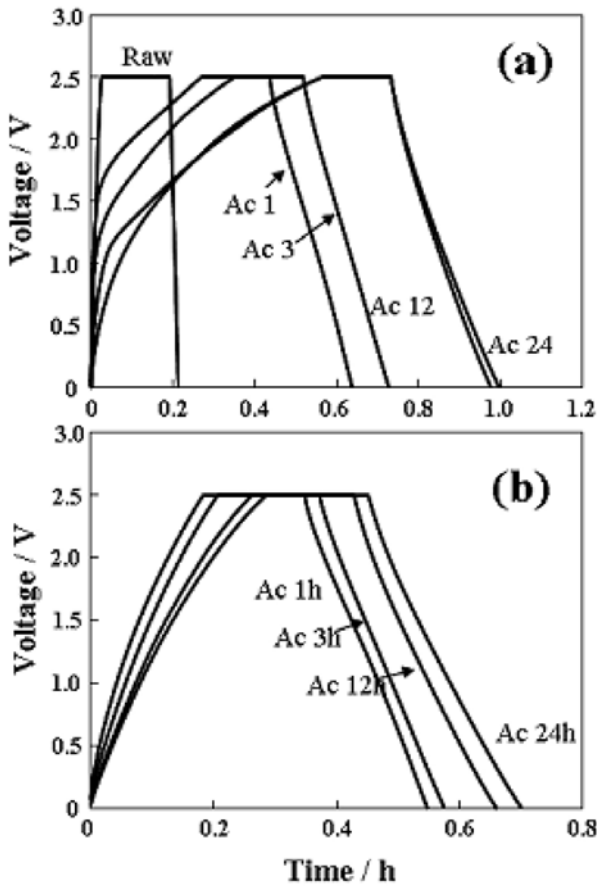 3.0
Raw
(a)
2.5
2.0
Voltage / V
1.5
Ac 1
Ac 3
1.0
Ac 12
0.5
Ac 24
0
0 0.2 0.4 0.6 0.8 1.0 1.2
3.0
(b)
2.5
2.0
Voltage / V
Ac 1h
1.5
Ac 3h
1.0
Ac 12h
0.5
Ac 24h
0
0 0.2 0.4 0.6 0.8
Time / h